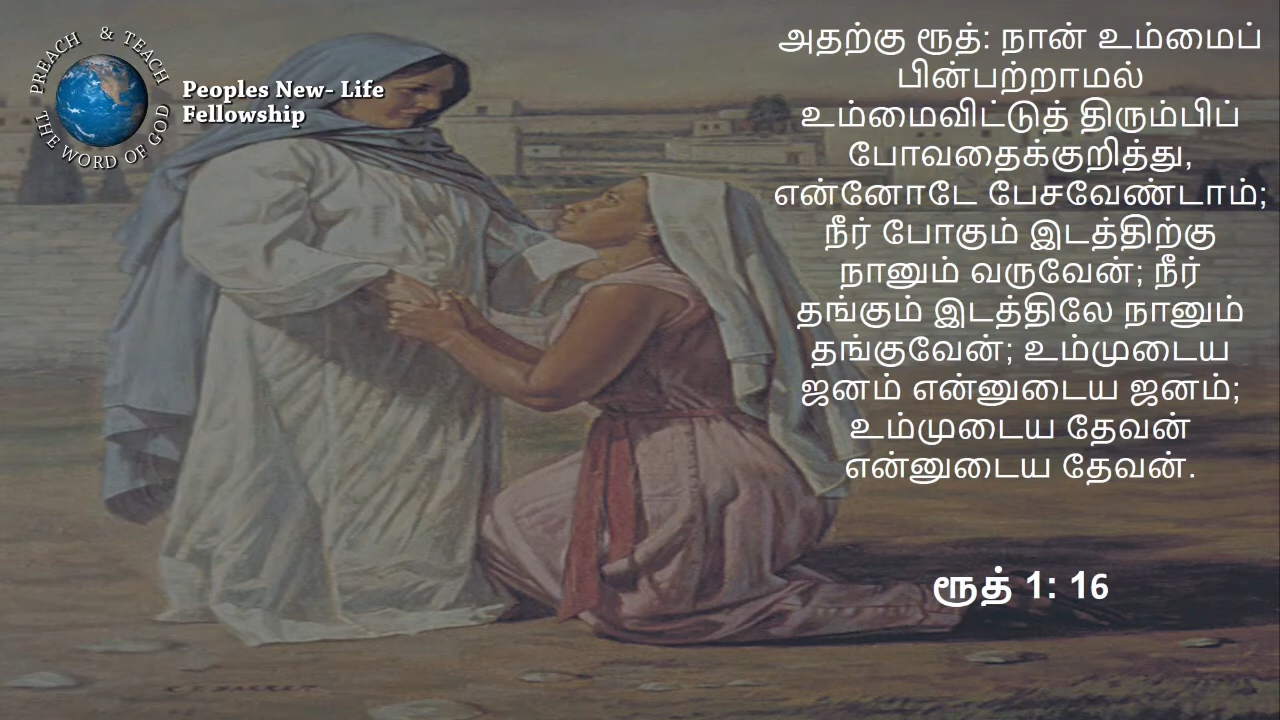 PREACH & TEACH
THE WORD OF GOD
Peoples New- Life
Fellowship
அதற்கு ரூத்: நான் உம்மைப்
பின்பற்றாமல்
உம்மைவிட்டுத் திரும்பிப்
போவதைக்குறித்து,
என்னோடே பேசவேண்டாம்;
நீர் போகும் இடத்திற்கு
நானும் வருவேன்; நீர்
தங்கும் இடத்திலே நானும்
தங்குவேன்; உம்முடைய
ஜனம் என்னுடைய ஜனம்;
உம்முடைய தேவன்
என்னுடைய தேவன்.
ரூத் 1: 16